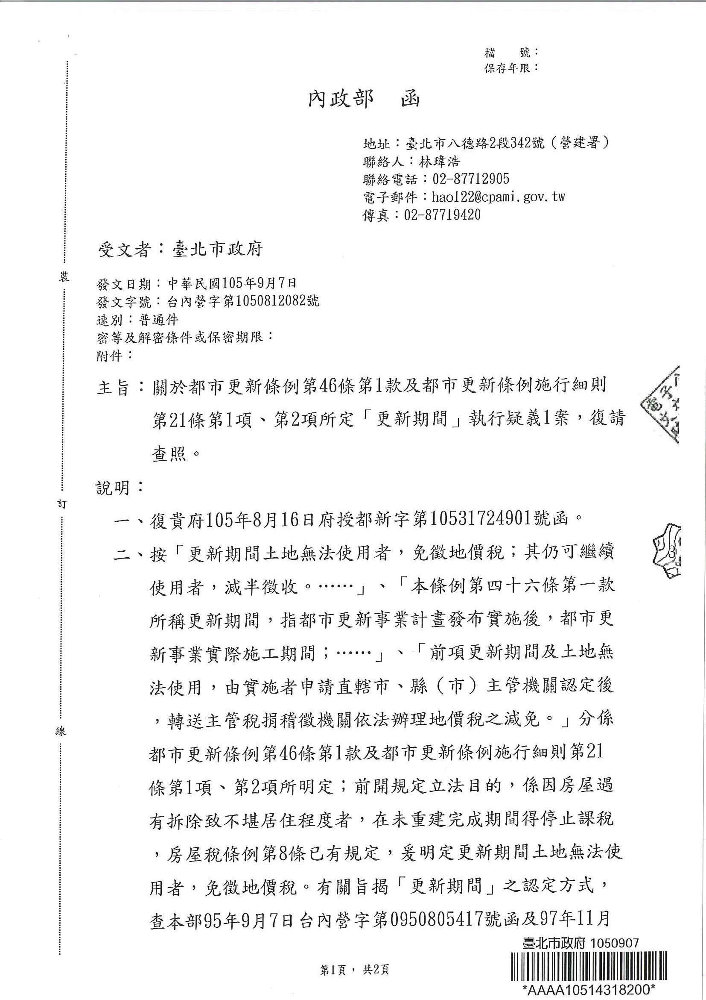 檔　　號：
保存年限：
內政部　函
地址：臺北市八德路2段342號（營建署）
聯絡人：林瑋浩
聯絡電話：02-87712905
電子郵件：hao122@cpami.gov.tw
傳真：02-87719420
受文者：臺北市政府
發文日期：中華民國105年9月7日
發文字號：台內營字第1050812082號
速別：普通件
密等及解密條件或保密期限：
附件：
主旨：關於都市更新條例第46條第1款及都市更新條例施行細則
第21條第1項、第2項所定「更新期間」執行疑義1案，復請
查照。
說明：
一、復貴府105年8月16日府授都新字第10531724901號函。
二、按「更新期間土地無法使用者，免徵地價稅；其仍可繼續
使用者，減半徵收。……」、「本條例第四十六條第一款
所稱更新期間，指都市更新事業計畫發布實施後，都市更
新事業實際施工期間；……」、「前項更新期間及土地無
法使用，由實施者申請直轄市、縣（市）主管機關認定後
，轉送主管稅捐稽徵機關依法辦理地價稅之減免。」分係
都市更新條例第46條第1款及都市更新條例施行細則第21
條第1項、第2項所明定；前開規定立法目的，係因房屋遇
有拆除致不堪居住程度者，在未重建完成期間得停止課稅
，房屋稅條例第8條已有規定，爰明定更新期間土地無法使
用者，免徵地價稅。有關旨揭「更新期間」之認定方式，
查本部95年9月7日台內營字第0950805417號函及97年11月
裝
訂
線
臺北市政府 1050907
第1頁， 共2頁
*AAAA10514318200*